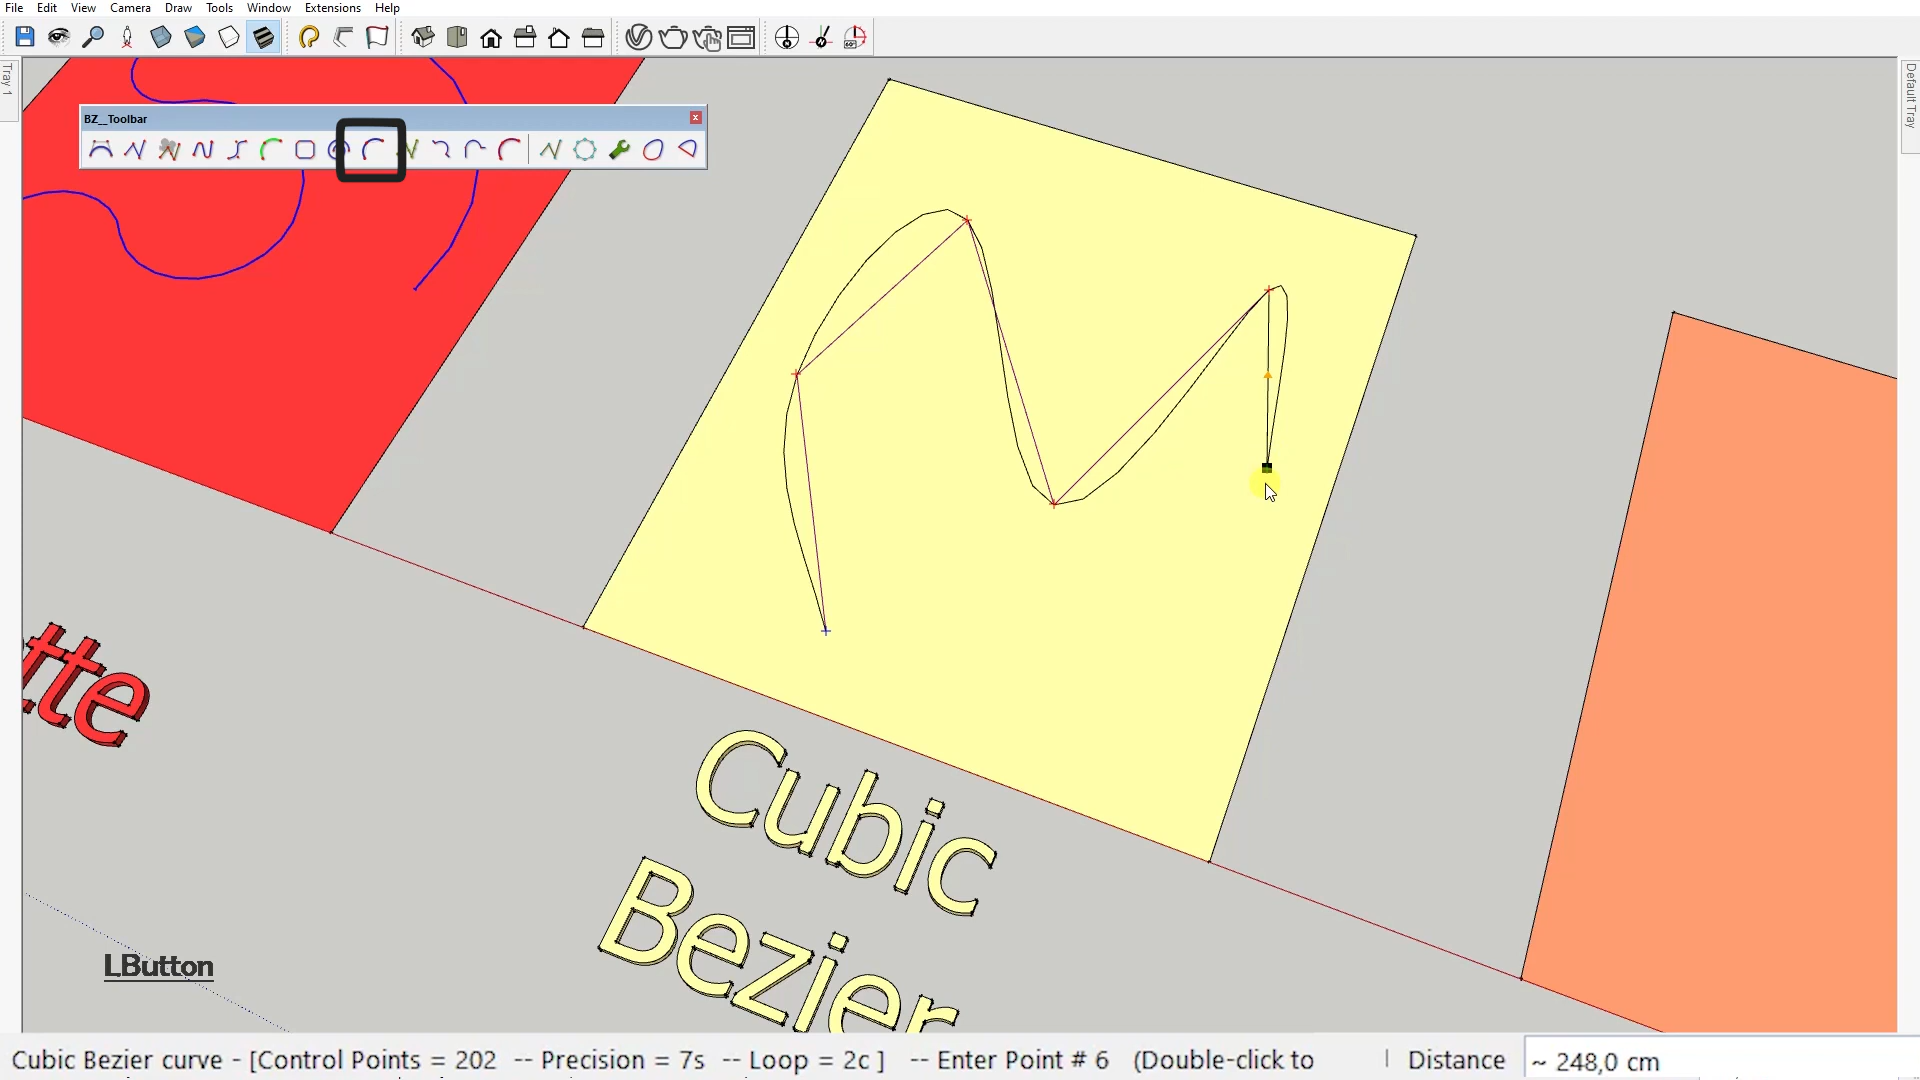 File Edit View Camera Draw Tools Window Extensions Help
Tray 1
Default Tray
BZ__Toolbar
tte
Cubic
Bezier
LButton
Cubic Bezier curve - [Control Points = 202 -- Precision = 7s -- Loop = 2c ] -- Enter Point # 6 (Double-click to
Distance ~ 248,0 cm